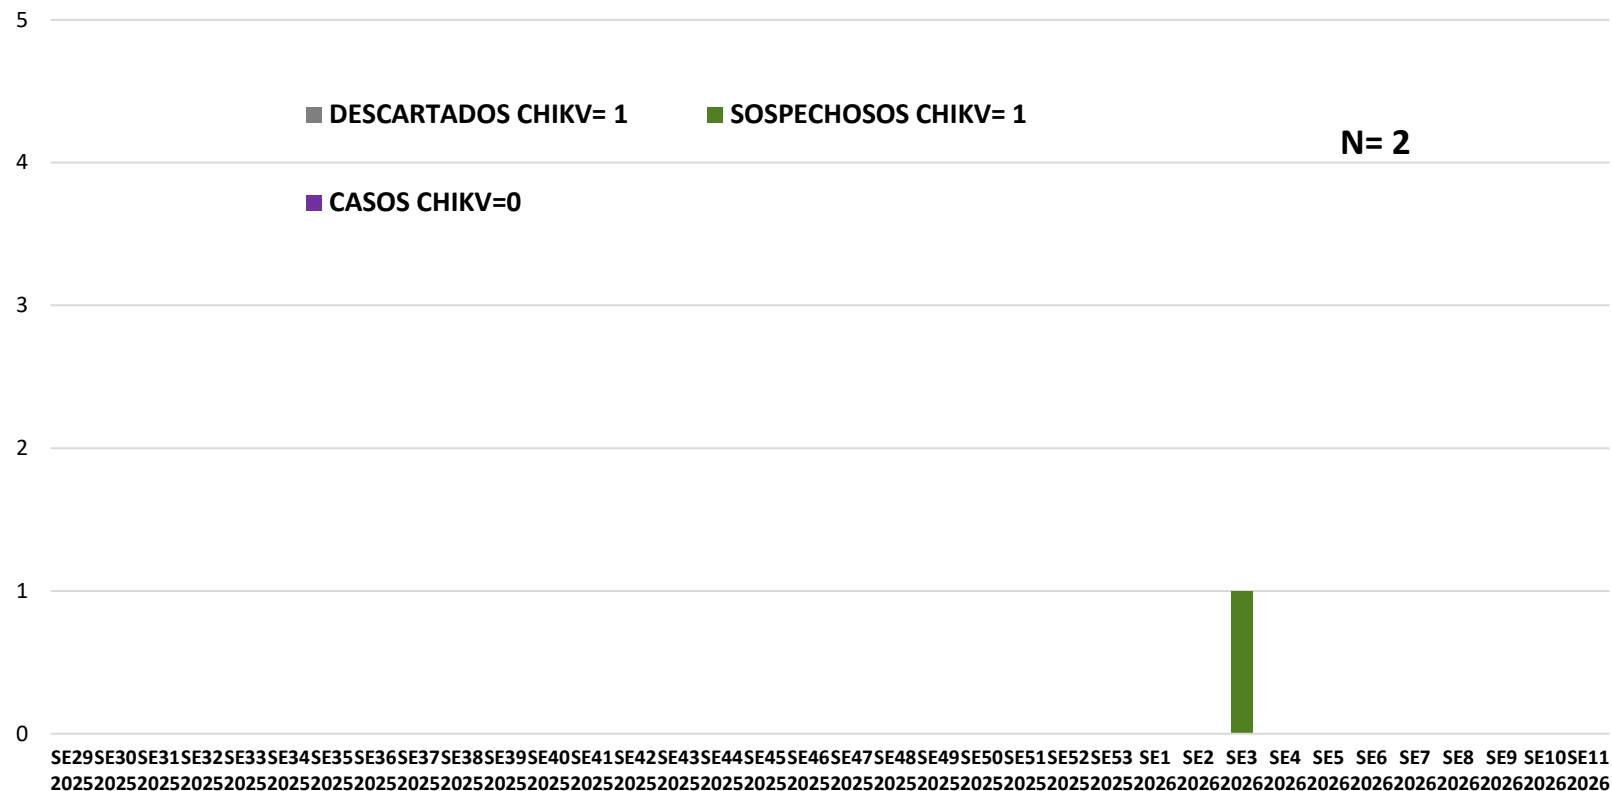 5
DESCARTADOS CHIKV= 1 SOSPECHOSOS CHIKV= 1
N= 2
4
CASOS CHIKV=0
3
2
1
0
SE29 SE30 SE31 SE32 SE33 SE34 SE35 SE36 SE37 SE38 SE39 SE40 SE41 SE42 SE43 SE44 SE45 SE46 SE47 SE48 SE49 SE50 SE51 SE52 SE53 SE1 SE2 SE3 SE4 SE5 SE6 SE7 SE8 SE9 SE10 SE11
2025 2025 2025 2025 2025 2025 2025 2025 2025 2025 2025 2025 2025 2025 2025 2025 2025 2025 2025 2025 2025 2025 2025 2025 2025 2026 2026 2026 2026 2026 2026 2026 2026 2026 2026 2026